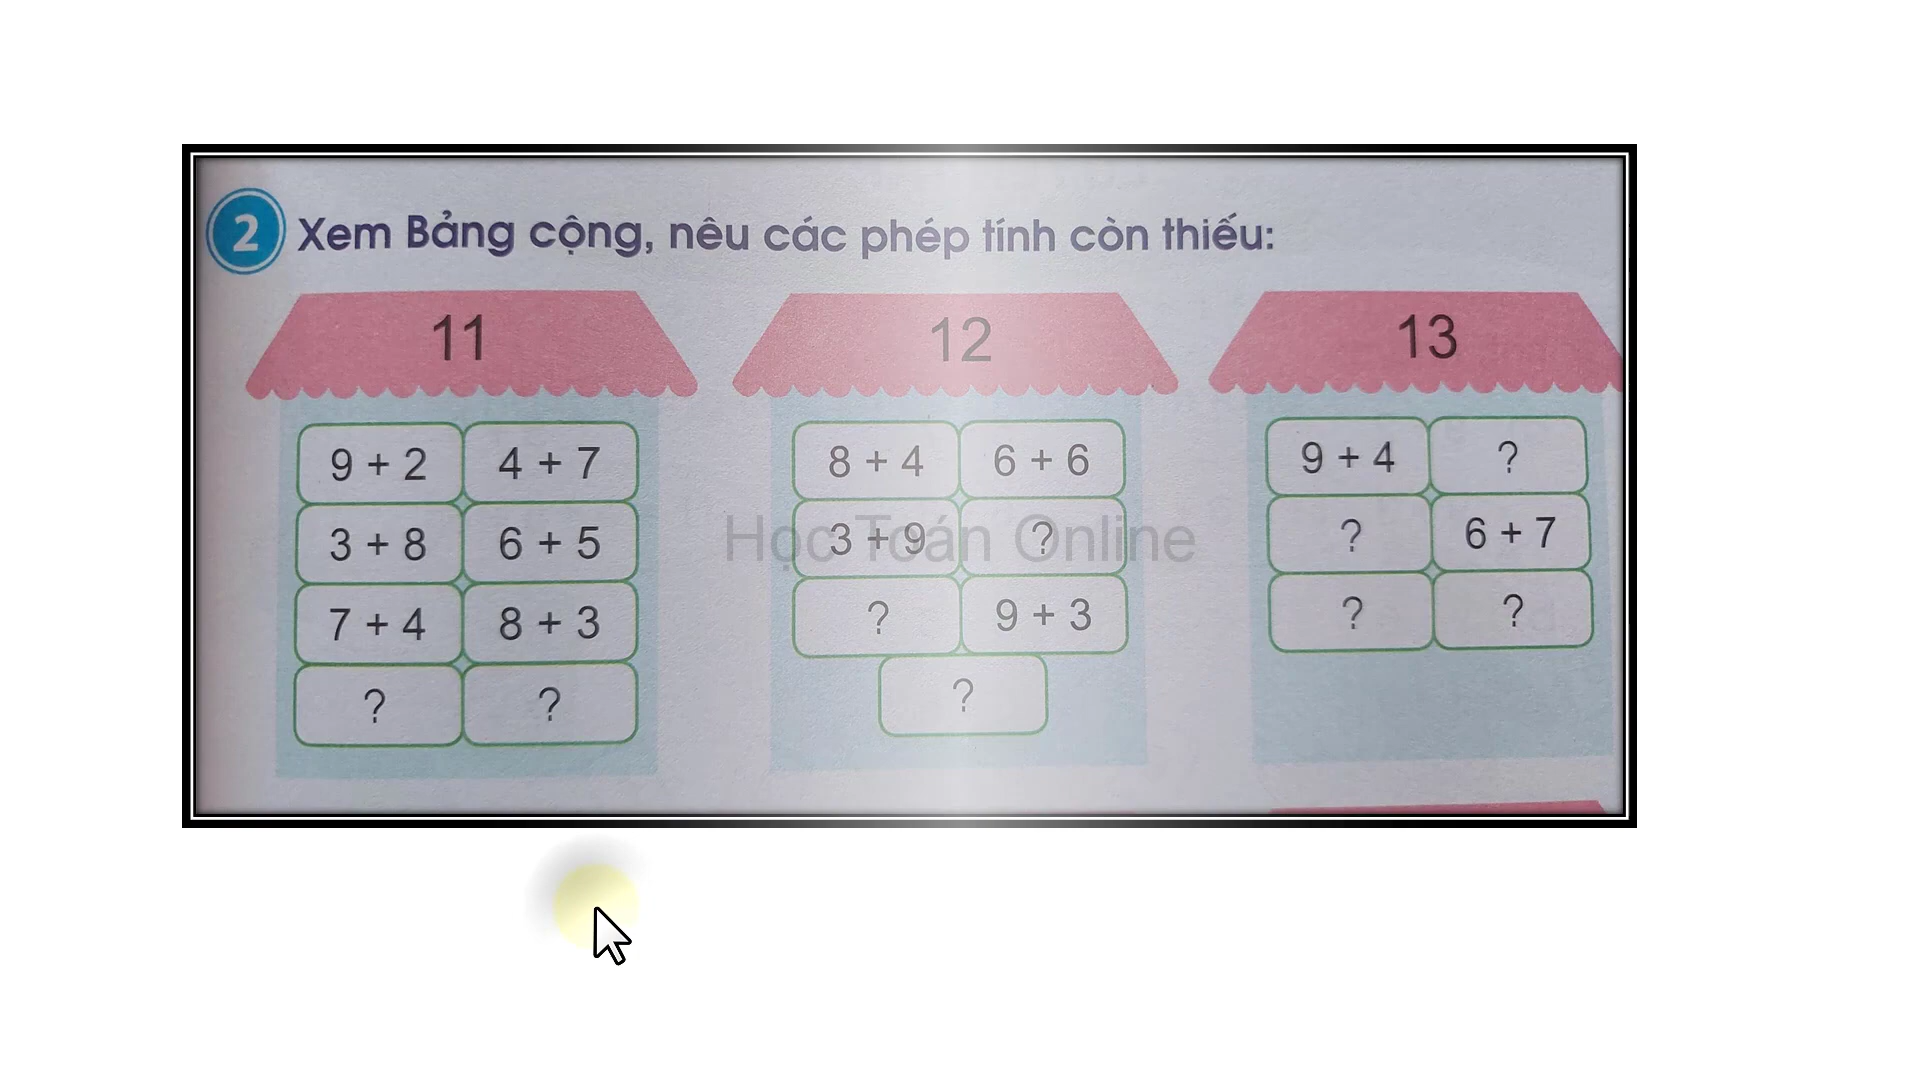 2 Xem Bảng cộng, nêu các phép tính còn thiếu:
11 12 13
9 + 2 4 + 7 8 + 4 6 + 6 9 + 4 ?
3 + 8 6 + 5 3 + 9 ? ? 6 + 7
7 + 4 8 + 3 ? 9 + 3 ? ?
? ? ?
Học Toán Online